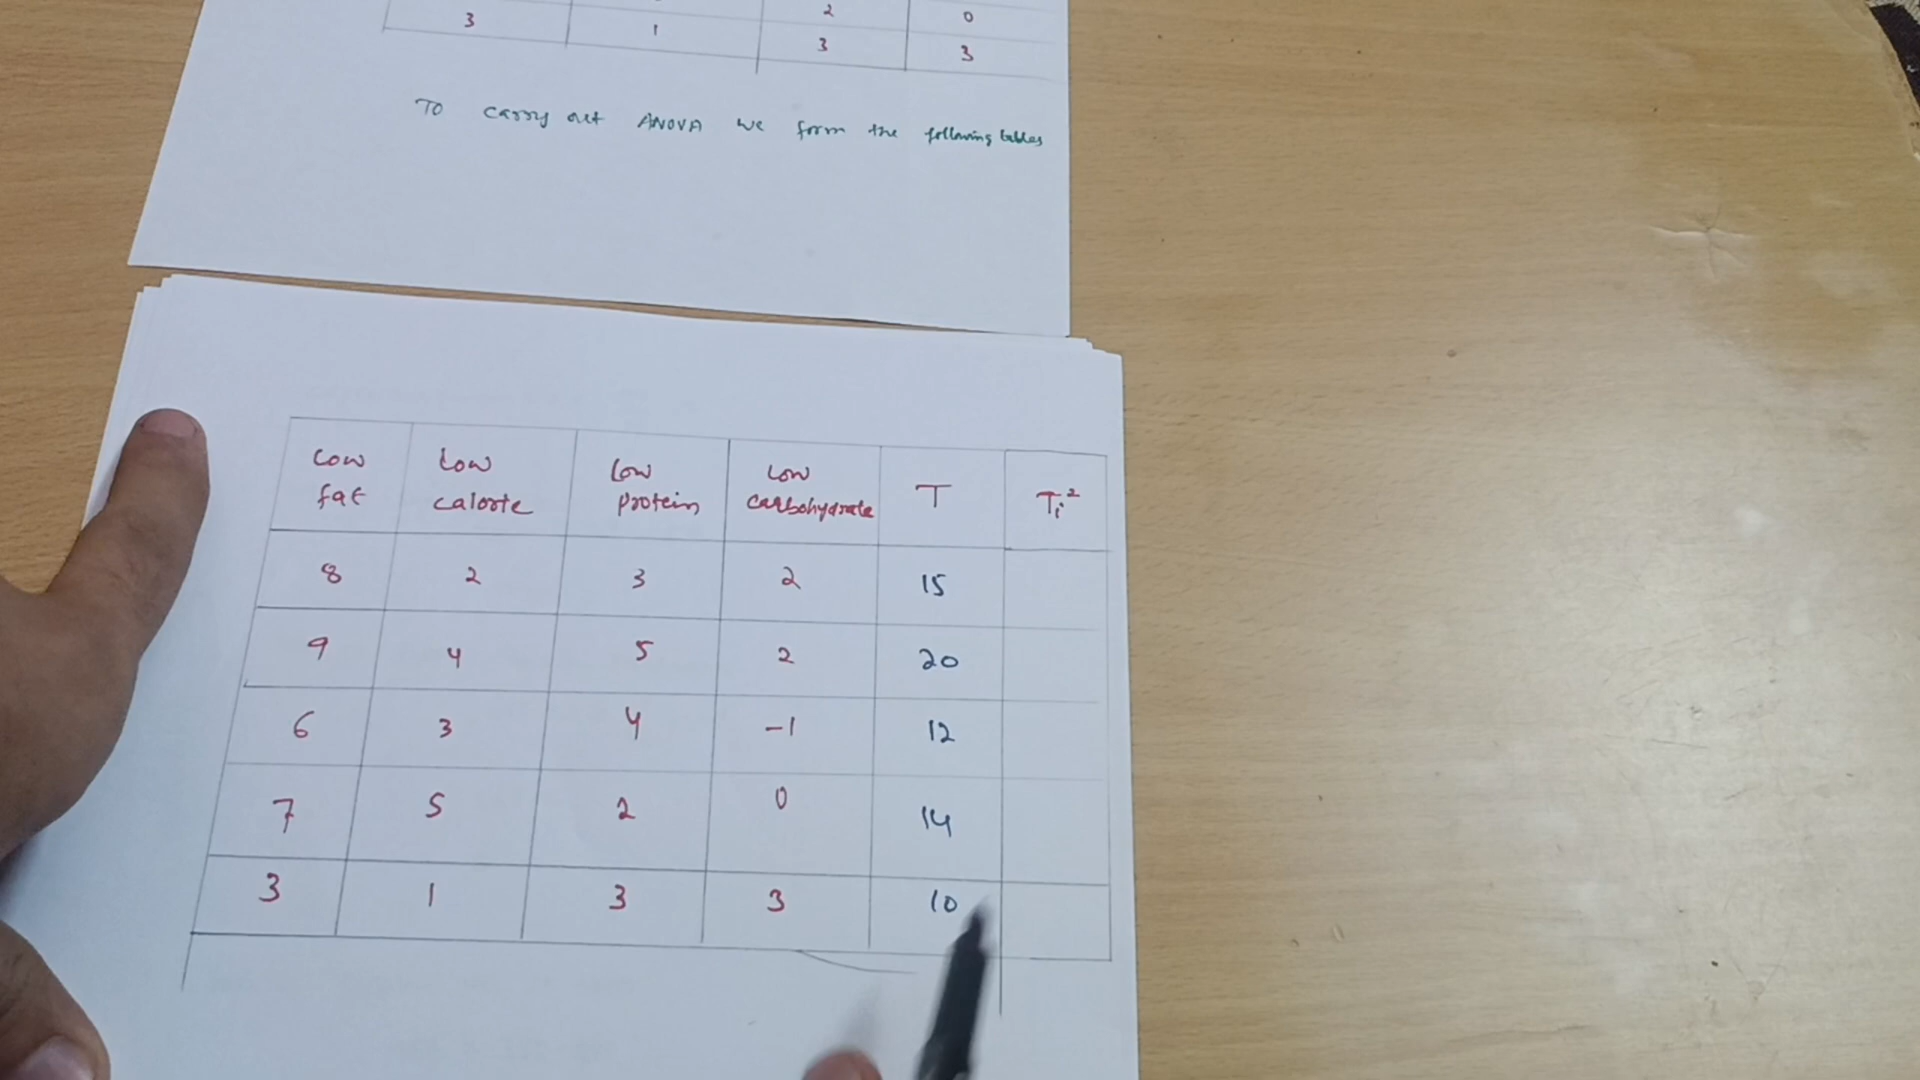 2 0
3 1 3 3
To carry out ANOVA we form the following tables
Low fat Low calorie Low protein Low carbohydrate T Ti²
8 2 3 2 15
9 4 5 2 20
6 3 4 -1 12
7 5 2 0 14
3 1 3 3 10